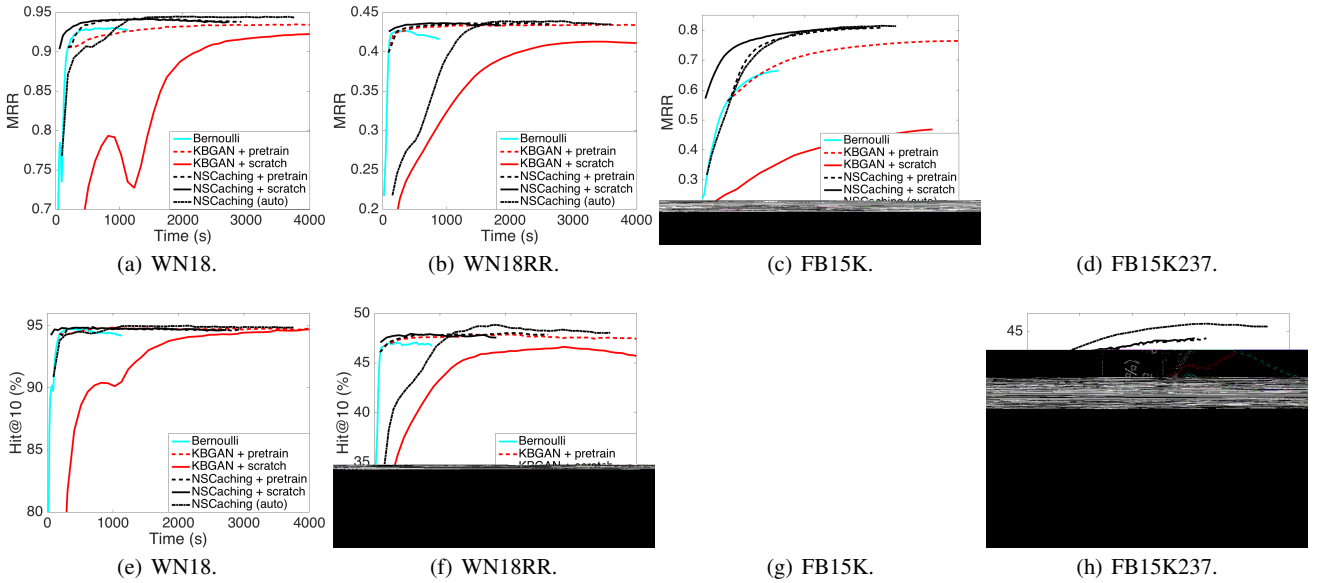 0.95
0.9
0.85
0.8
0.75
0.7
MRR
0
1000
2000
3000
4000
Time (s)
Bernoulli
KBGAN + pretrain
KBGAN + scratch
NSCaching + pretrain
NSCaching + scratch
NSCaching (auto)
(a) WN18.
0.45
0.4
0.35
0.3
0.25
0.2
MRR
0
1000
2000
3000
4000
Time (s)
Bernoulli
KBGAN + pretrain
KBGAN + scratch
NSCaching + pretrain
NSCaching + scratch
NSCaching (auto)
(b) WN18RR.
0.8
0.7
0.6
0.5
0.4
0.3
MRR
Bernoulli
KBGAN + pretrain
KBGAN + scratch
NSCaching + pretrain
NSCaching + scratch
NSCaching (auto)
(c) FB15K.
(d) FB15K237.
95
90
85
80
Hit@10 (%)
0
1000
2000
3000
4000
Time (s)
Bernoulli
KBGAN + pretrain
KBGAN + scratch
NSCaching + pretrain
NSCaching + scratch
NSCaching (auto)
(e) WN18.
50
45
40
35
Hit@10 (%)
Bernoulli
KBGAN + pretrain
(f) WN18RR.
(g) FB15K.
45
(h) FB15K237.